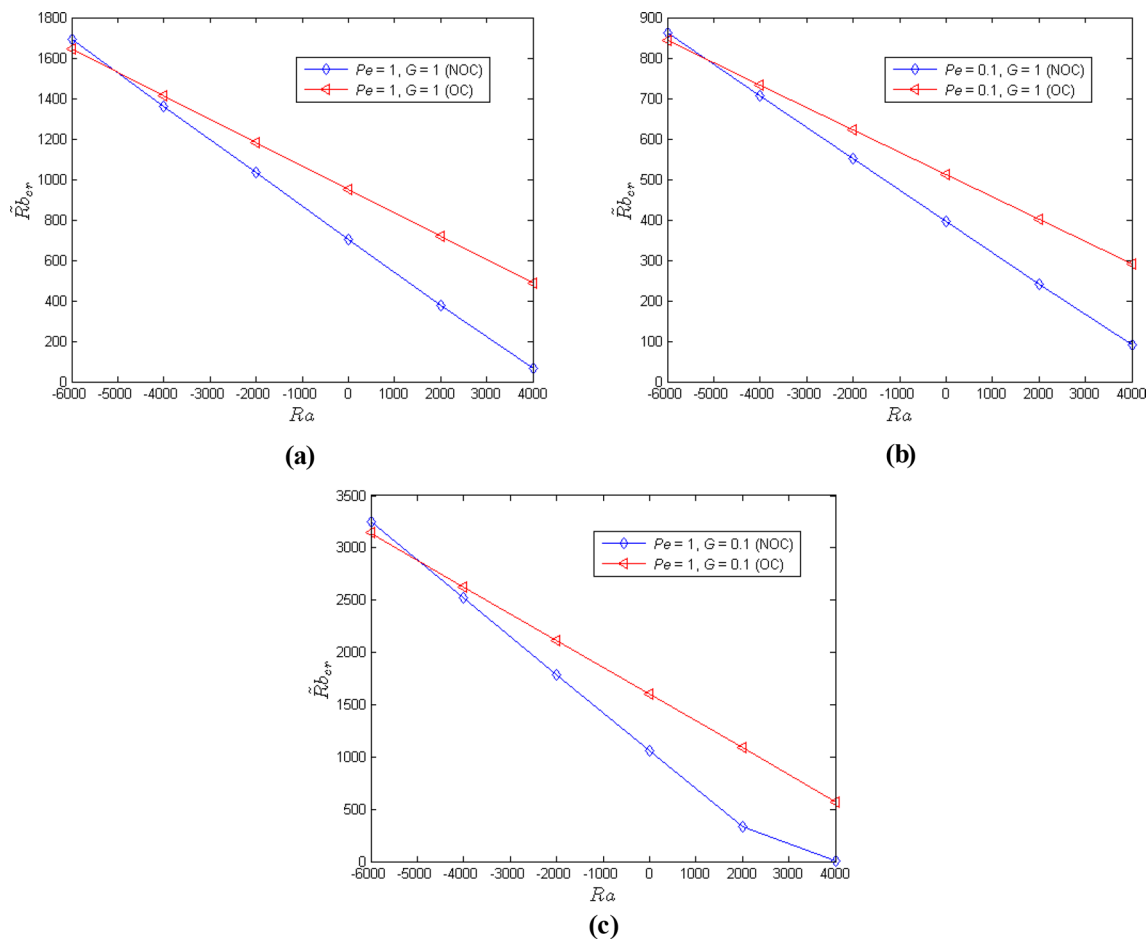 1800
1600
1400
1200
1000
800
600
400
200
0
R̃b_cr
Pe = 1, G = 1 (NOC)
Pe = 1, G = 1 (OC)
-6000 -5000 -4000 -3000 -2000 -1000 0 1000 2000 3000 4000
Ra
(a)
900
800
700
600
500
400
300
200
100
0
R̃b_cr
Pe = 0.1, G = 1 (NOC)
Pe = 0.1, G = 1 (OC)
-6000 -5000 -4000 -3000 -2000 -1000 0 1000 2000 3000 4000
Ra
(b)
3500
3000
2500
2000
1500
1000
500
0
R̃b_cr
Pe = 1, G = 0.1 (NOC)
Pe = 1, G = 0.1 (OC)
-6000 -5000 -4000 -3000 -2000 -1000 0 1000 2000 3000 4000
Ra
(c)